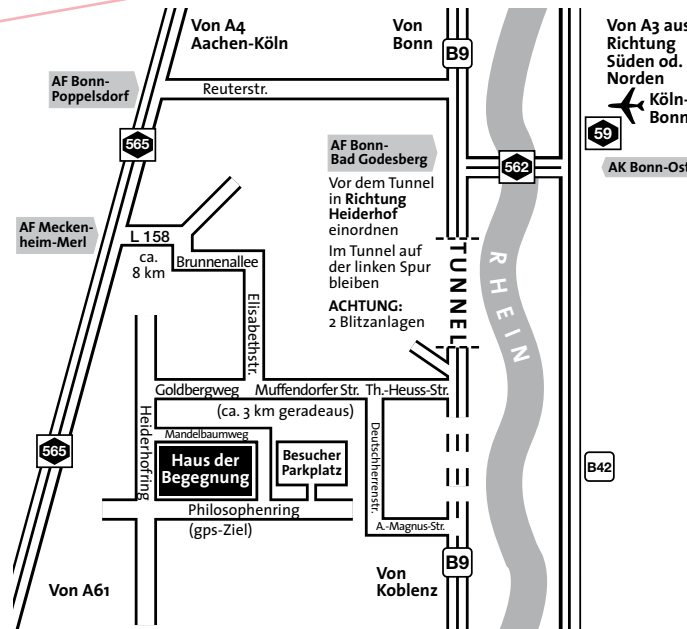 Von A4
Aachen-Köln
Von
Bonn
B9
Von A3 aus
Richtung
Süden od.
Norden
Köln-
Bonn
AF Bonn-
Poppelsdorf
Reuterstr.
565
59
AF Bonn-
Bad Godesberg
562
AK Bonn-Ost
Vor dem Tunnel
in Richtung
Heiderhof
einordnen
Im Tunnel auf
der linken Spur
bleiben
ACHTUNG:
2 Blitzanlagen
TUNNEL
RHEIN
AF Mecken-
heim-Merl
L 158
ca.
8 km
Brunnenallee
Elisabethstr.
Goldbergweg
Muffendorfer Str.
Th.-Heuss-Str.
(ca. 3 km geradeaus)
Heiderhofring
Mandelbaumweg
Deutschherrenstr.
565
Haus der
Begegnung
Besucher
Parkplatz
B42
Philosophenring
(gps-Ziel)
A.-Magnus-Str.
B9
Von A61
Von
Koblenz